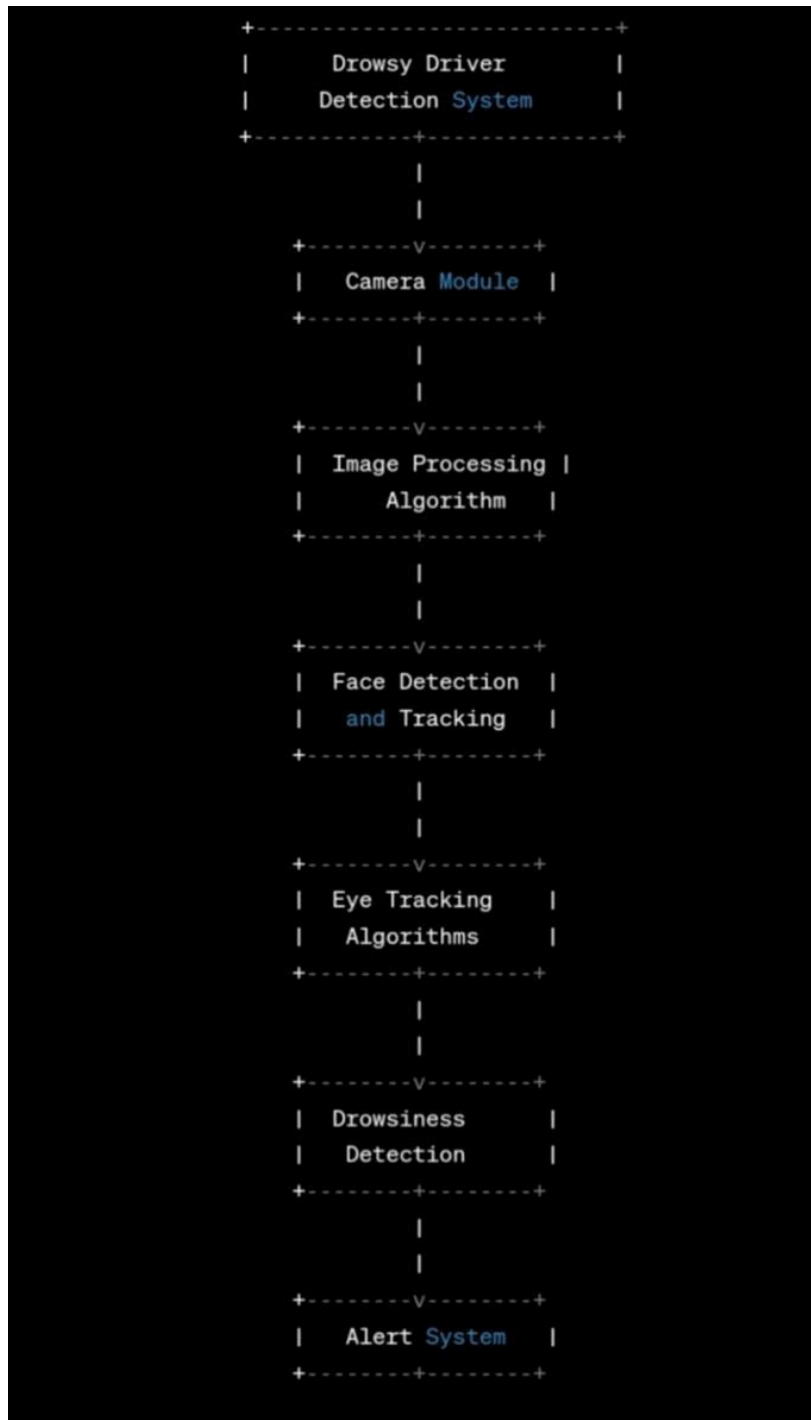 +---------------------------+
|      Drowsy Driver        |
|     Detection System      |
+------------+--------------+
             |
             |
    +--------v--------+
    |   Camera Module  |
    +--------+--------+
             |
             |
    +--------v--------+
    |  Image Processing |
    |      Algorithm   |
    +--------+--------+
             |
             |
    +--------v--------+
    |  Face Detection  |
    |   and Tracking   |
    +--------+--------+
             |
             |
    +--------v--------+
    |  Eye Tracking    |
    |   Algorithms     |
    +--------+--------+
             |
             |
    +--------v--------+
    |  Drowsiness      |
    |   Detection      |
    +--------+--------+
             |
             |
    +--------v--------+
    |   Alert System   |
    +--------+--------+